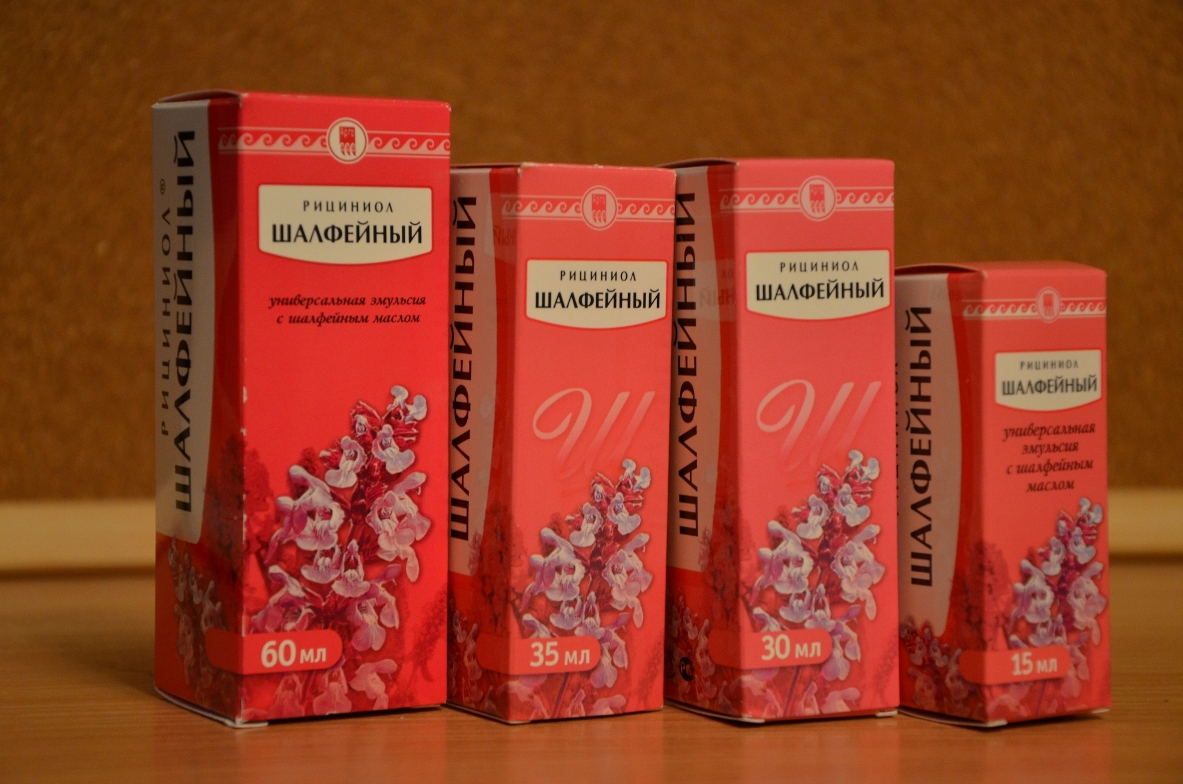 РИЦИНИОЛ®
ШАЛФЕЙНЫЙ
РИЦИНИОЛ
ШАЛФЕЙНЫЙ
универсальная эмульсия
с шалфейным маслом
60 мл
ШАЛФЕЙНЫЙ
РИЦИНИОЛ
ШАЛФЕЙНЫЙ
Ш
35 мл
ШАЛФЕЙНЫЙ
РИЦИНИОЛ
ШАЛФЕЙНЫЙ
Ш
30 мл
ШАЛФЕЙНЫЙ
РИЦИНИОЛ
ШАЛФЕЙНЫЙ
универсальная
эмульсия
с шалфейным
маслом
15 мл